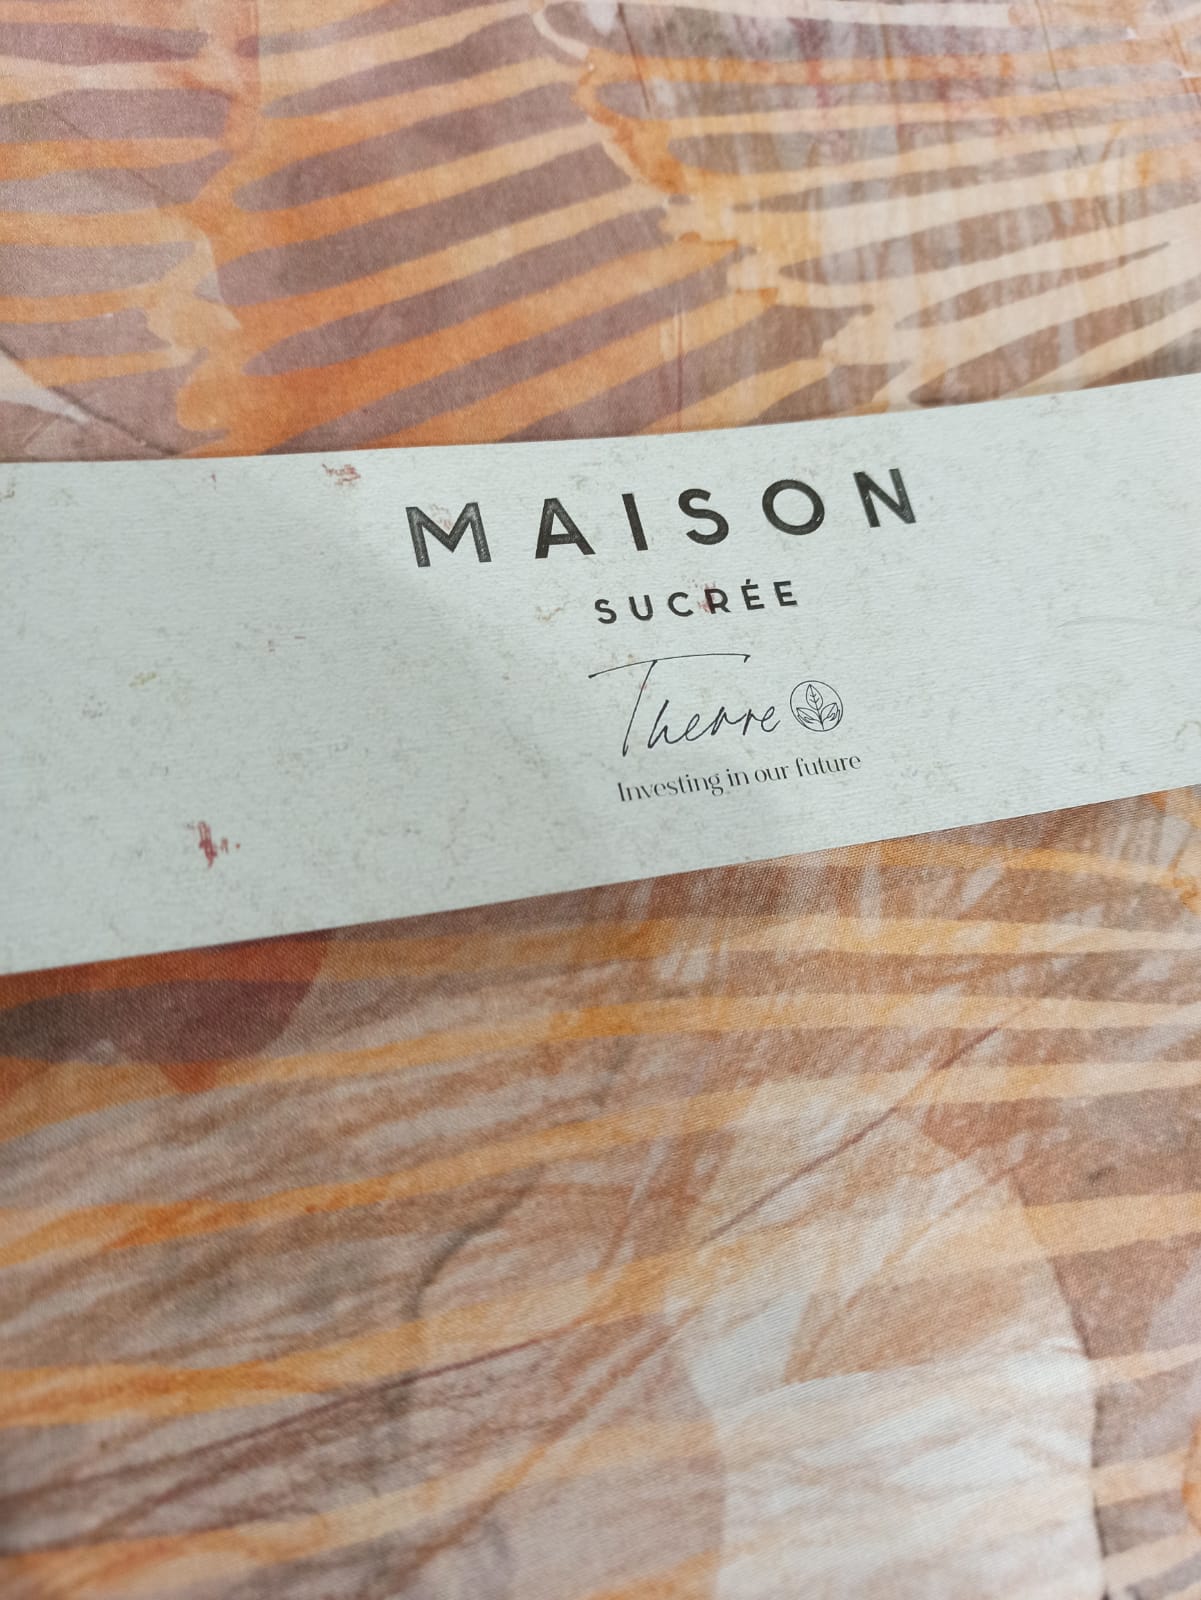 MAISON
SUCRÉE
Therre
Investing in our future